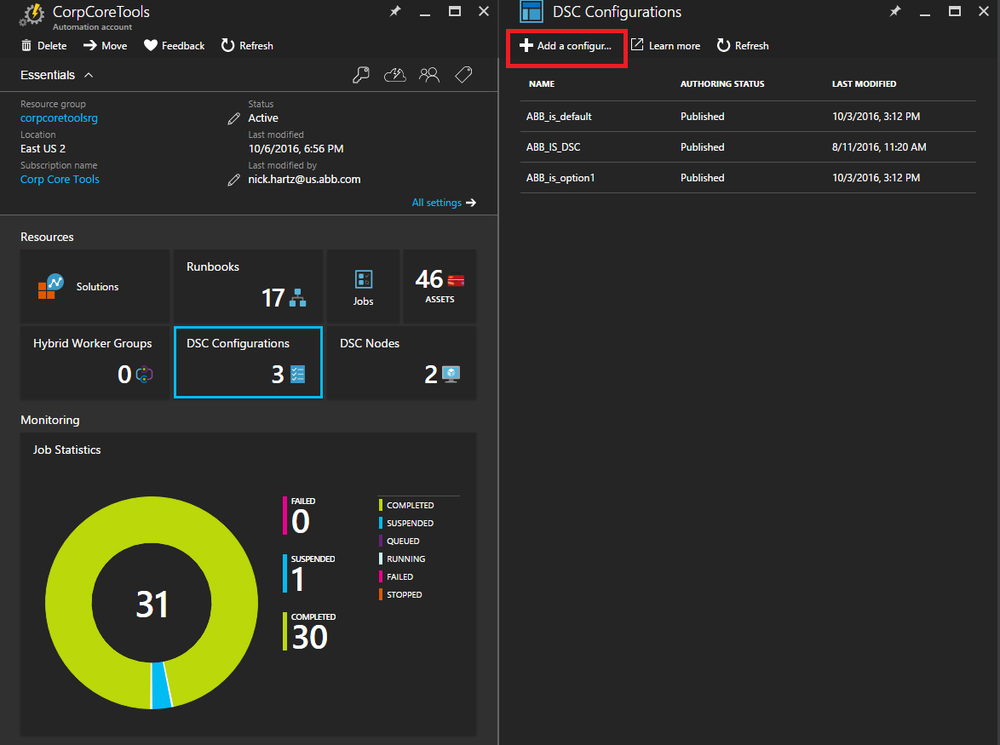 CorpCoreTools
Automation account
Delete Move Feedback Refresh
Essentials
Resource group
corpcoretoolsrg
Location
East US 2
Subscription name
Corp Core Tools
Status
Active
Last modified
10/6/2016, 6:56 PM
Last modified by
nick.hartz@us.abb.com
All settings
Resources
Solutions
Runbooks
17
Jobs
46
ASSETS
Hybrid Worker Groups
0
DSC Configurations
3
DSC Nodes
2
Monitoring
Job Statistics
31
FAILED
0
SUSPENDED
1
COMPLETED
30
COMPLETED
SUSPENDED
QUEUED
RUNNING
FAILED
STOPPED
DSC Configurations
Add a configur... Learn more Refresh
NAME AUTHORING STATUS LAST MODIFIED
ABB_is_default Published 10/3/2016, 3:12 PM
ABB_IS_DSC Published 8/11/2016, 11:20 AM
ABB_is_option1 Published 10/3/2016, 3:12 PM